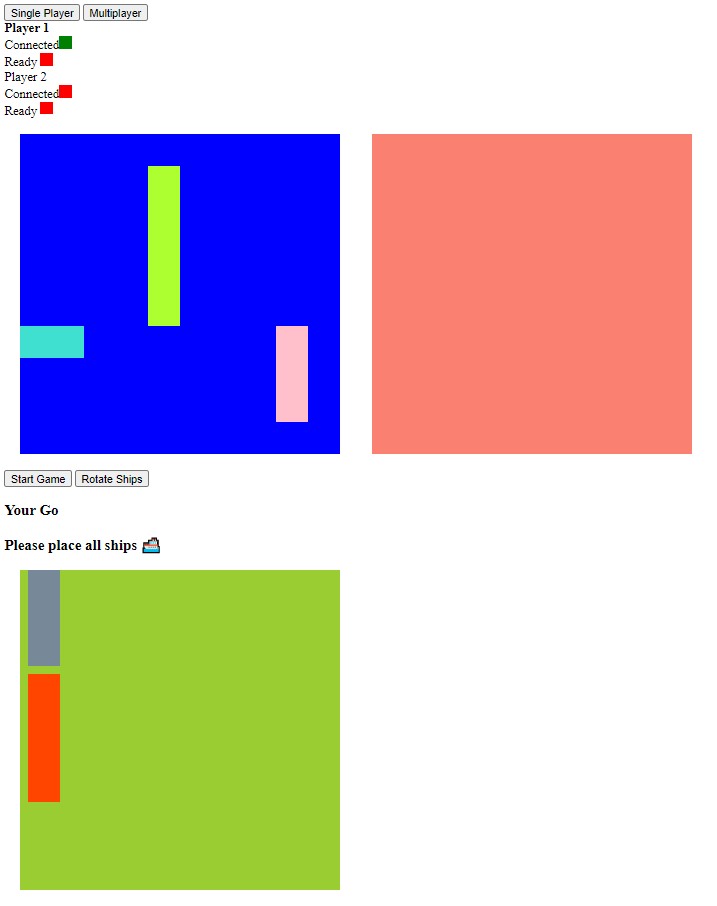 Single Player Multiplayer
Player 1
Connected
Ready
Player 2
Connected
Ready
Start Game Rotate Ships
Your Go
Please place all ships 🚢